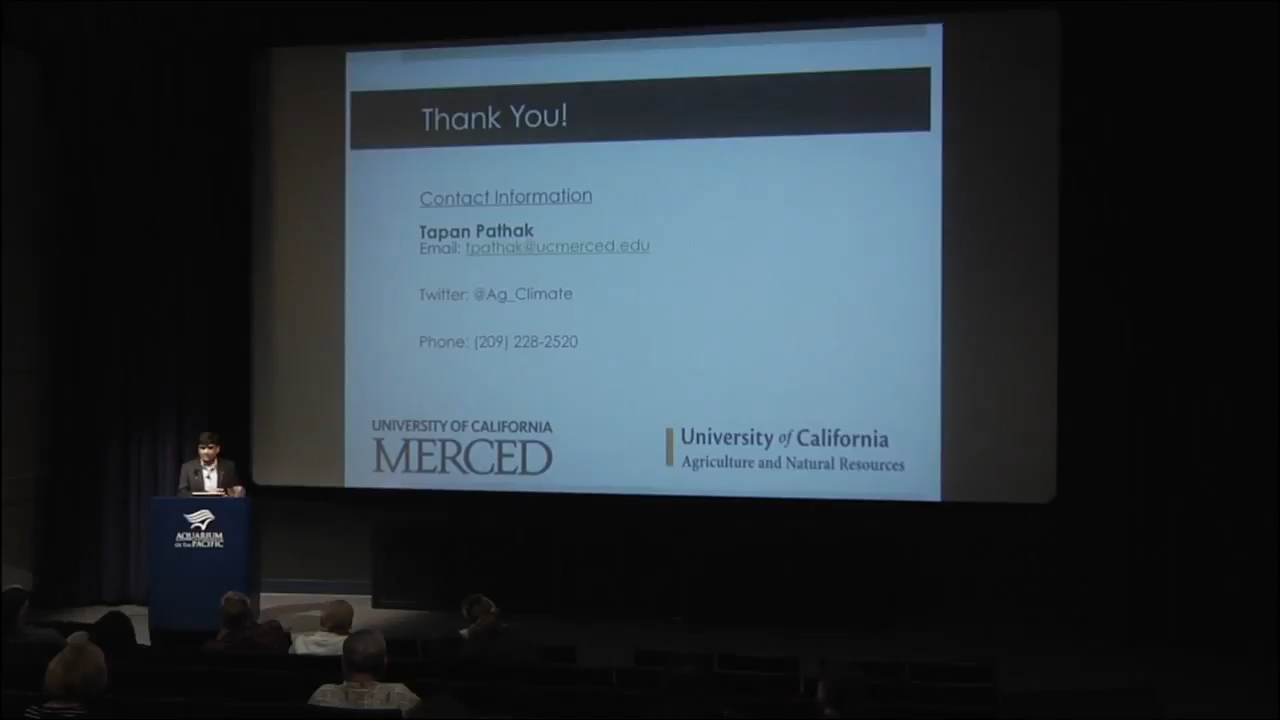 Thank You!
Contact Information
Tapan Pathak
Email: tpathak@ucmerced.edu
Twitter: @Ag_Climate
Phone: (209) 228-2520
UNIVERSITY OF CALIFORNIA
MERCED
University of California
Agriculture and Natural Resources
AQUARIUM
ON THE PACIFIC